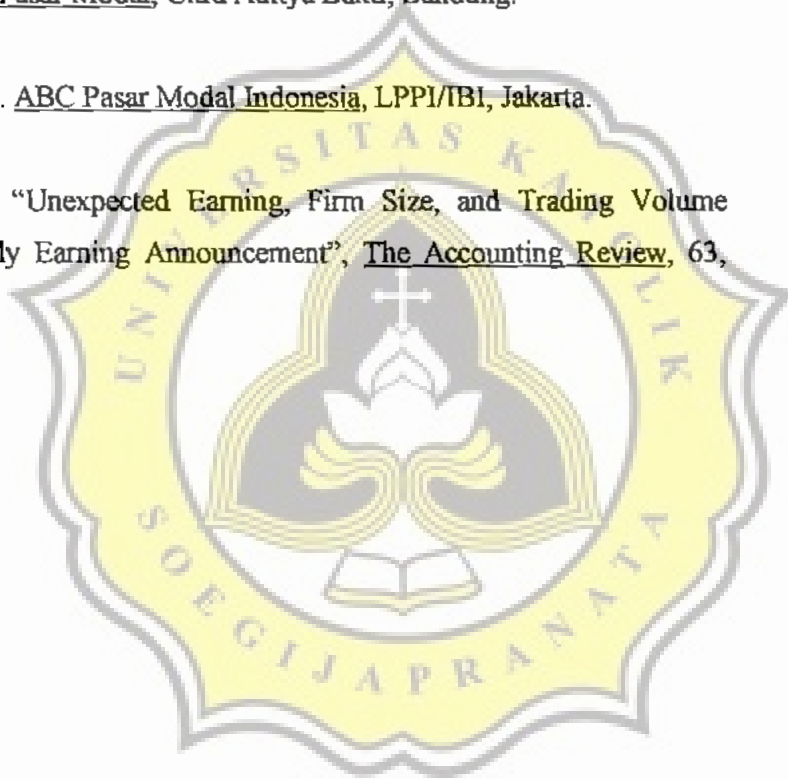 Pasar Modal, Citra Aditya Bakti, Bandung.
. ABC Pasar Modal Indonesia, LPPI/IBI, Jakarta.
“Unexpected Earning, Firm Size, and Trading Volume
ly Earning Announcement”, The Accounting Review, 63,
UNIVERSITAS KATOLIK
SOEGIJAPRANATA